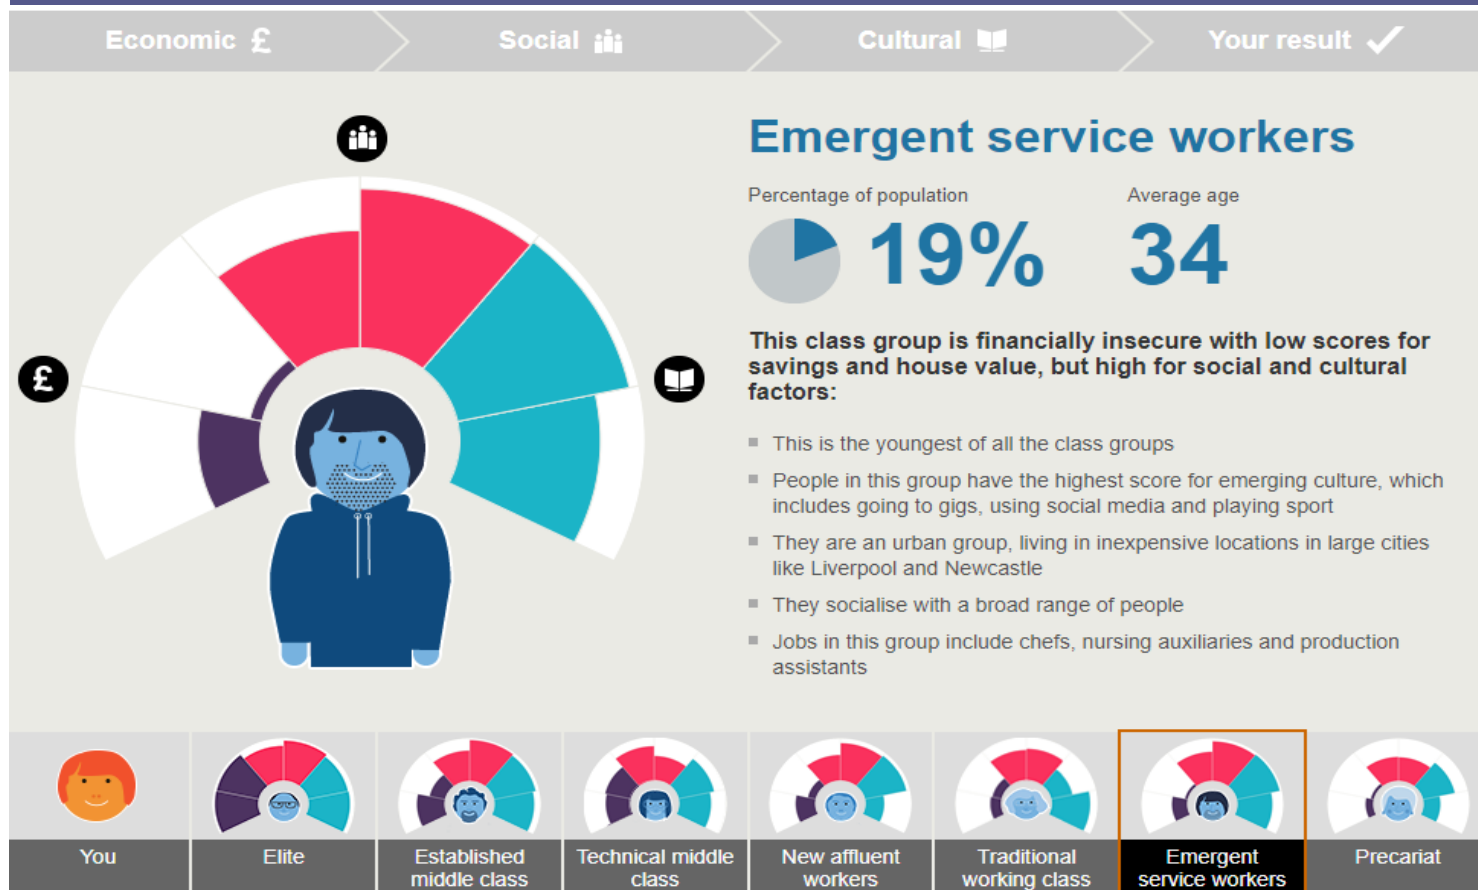 Economic £
Social
Cultural
Your result
£
Emergent service workers
Percentage of population
Average age
19%
34
This class group is financially insecure with low scores for
savings and house value, but high for social and cultural
factors:
This is the youngest of all the class groups
People in this group have the highest score for emerging culture, which
includes going to gigs, using social media and playing sport
They are an urban group, living in inexpensive locations in large cities
like Liverpool and Newcastle
They socialise with a broad range of people
Jobs in this group include chefs, nursing auxiliaries and production
assistants
You
Elite
Established
middle class
Technical middle
class
New affluent
workers
Traditional
working class
Emergent
service workers
Precariat